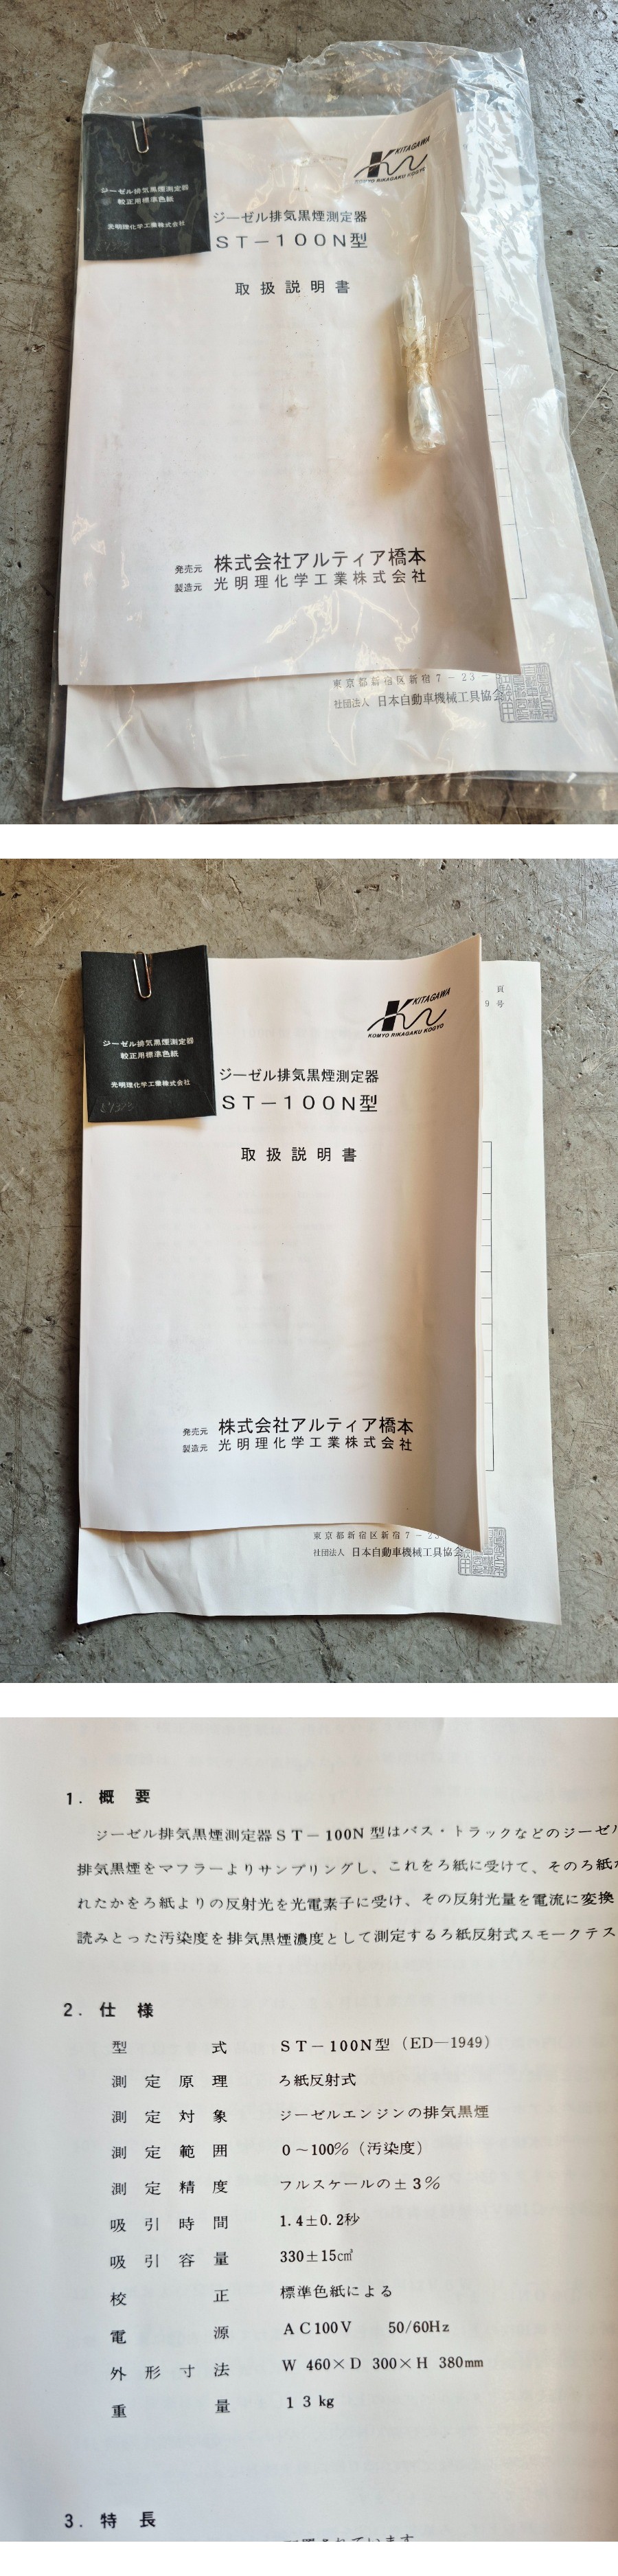 ジーゼル排気黒煙測定器
較正用標準色紙
光明理化学工業株式会社
KITAGAWA
KOMYO RIKAGAKU KOGYO
ジーゼル排気黒煙測定器
ST-100N型
取扱説明書
発売元 株式会社アルティア橋本
製造元 光明理化学工業株式会社
東京都新宿区新宿7-23-
社団法人 日本自動車機械工具協会
ジーゼル排気黒煙測定器
較正用標準色紙
光明理化学工業株式会社
KITAGAWA
KOMYO RIKAGAKU KOGYO
頁
9号
ジーゼル排気黒煙測定器
ST-100N型
取扱説明書
発売元 株式会社アルティア橋本
製造元 光明理化学工業株式会社
東京都新宿区新宿7-2
社団法人 日本自動車機械工具協会
1. 概要
ジーゼル排気黒煙測定器ST-100N型はバス・トラックなどのジーゼル
排気黒煙をマフラーよりサンプリングし、これをろ紙に受けて、そのろ紙が
れたかをろ紙よりの反射光を光電素子に受け、その反射光量を電流に変換
読みとった汚染度を排気黒煙濃度として測定するろ紙反射式スモークテス
2. 仕様
型式 ST-100N型(ED-1949)
測定原理 ろ紙反射式
測定対象 ジーゼルエンジンの排気黒煙
測定範囲 0~100%(汚染度)
測定精度 フルスケールの±3%
吸引時間 1.4±0.2秒
吸引容量 330±15cm³
校正 標準色紙による
電源 AC100V 50/60Hz
外形寸法 W 460×D 300×H 380mm
重量 13kg
3. 特長